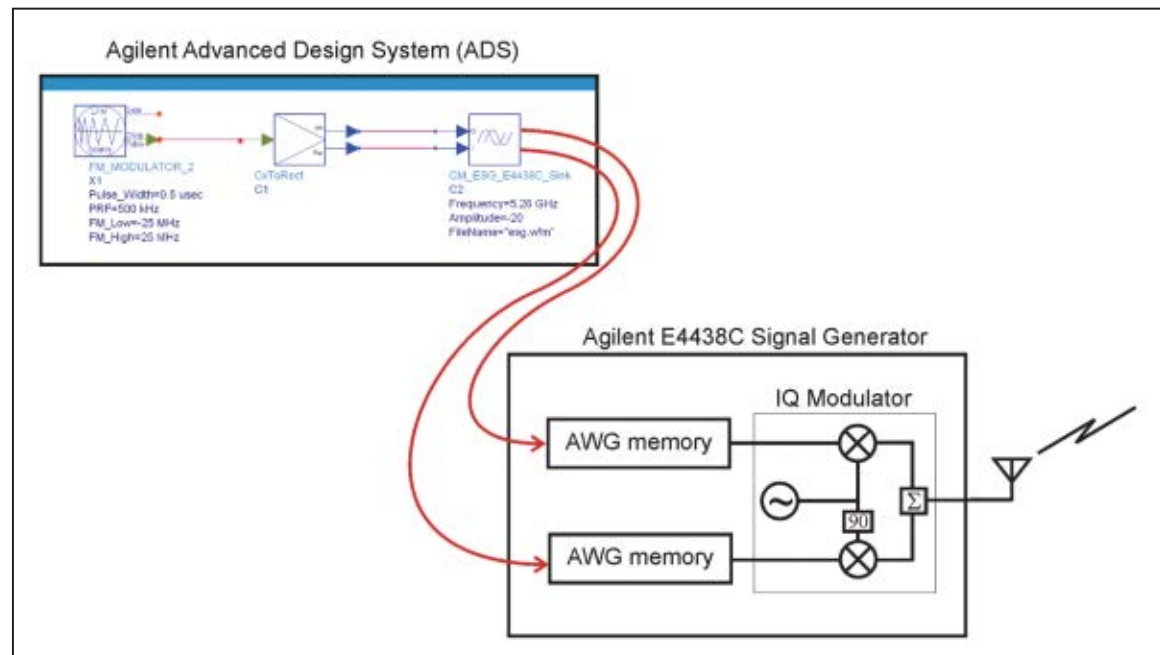 Agilent Advanced Design System (ADS)
FM_MODULATOR_2
X1
Pulse_Width=0.5 usec
PRF=500 kHz
FM_Low=-25 MHz
FM_High=25 MHz
CxToRect
C1
CM_ESG_E4438C_Sink
C2
Frequency=5.26 GHz
Amplitude=-20
FileName="esg.wfm"
Agilent E4438C Signal Generator
IQ Modulator
AWG memory
Σ
90
AWG memory